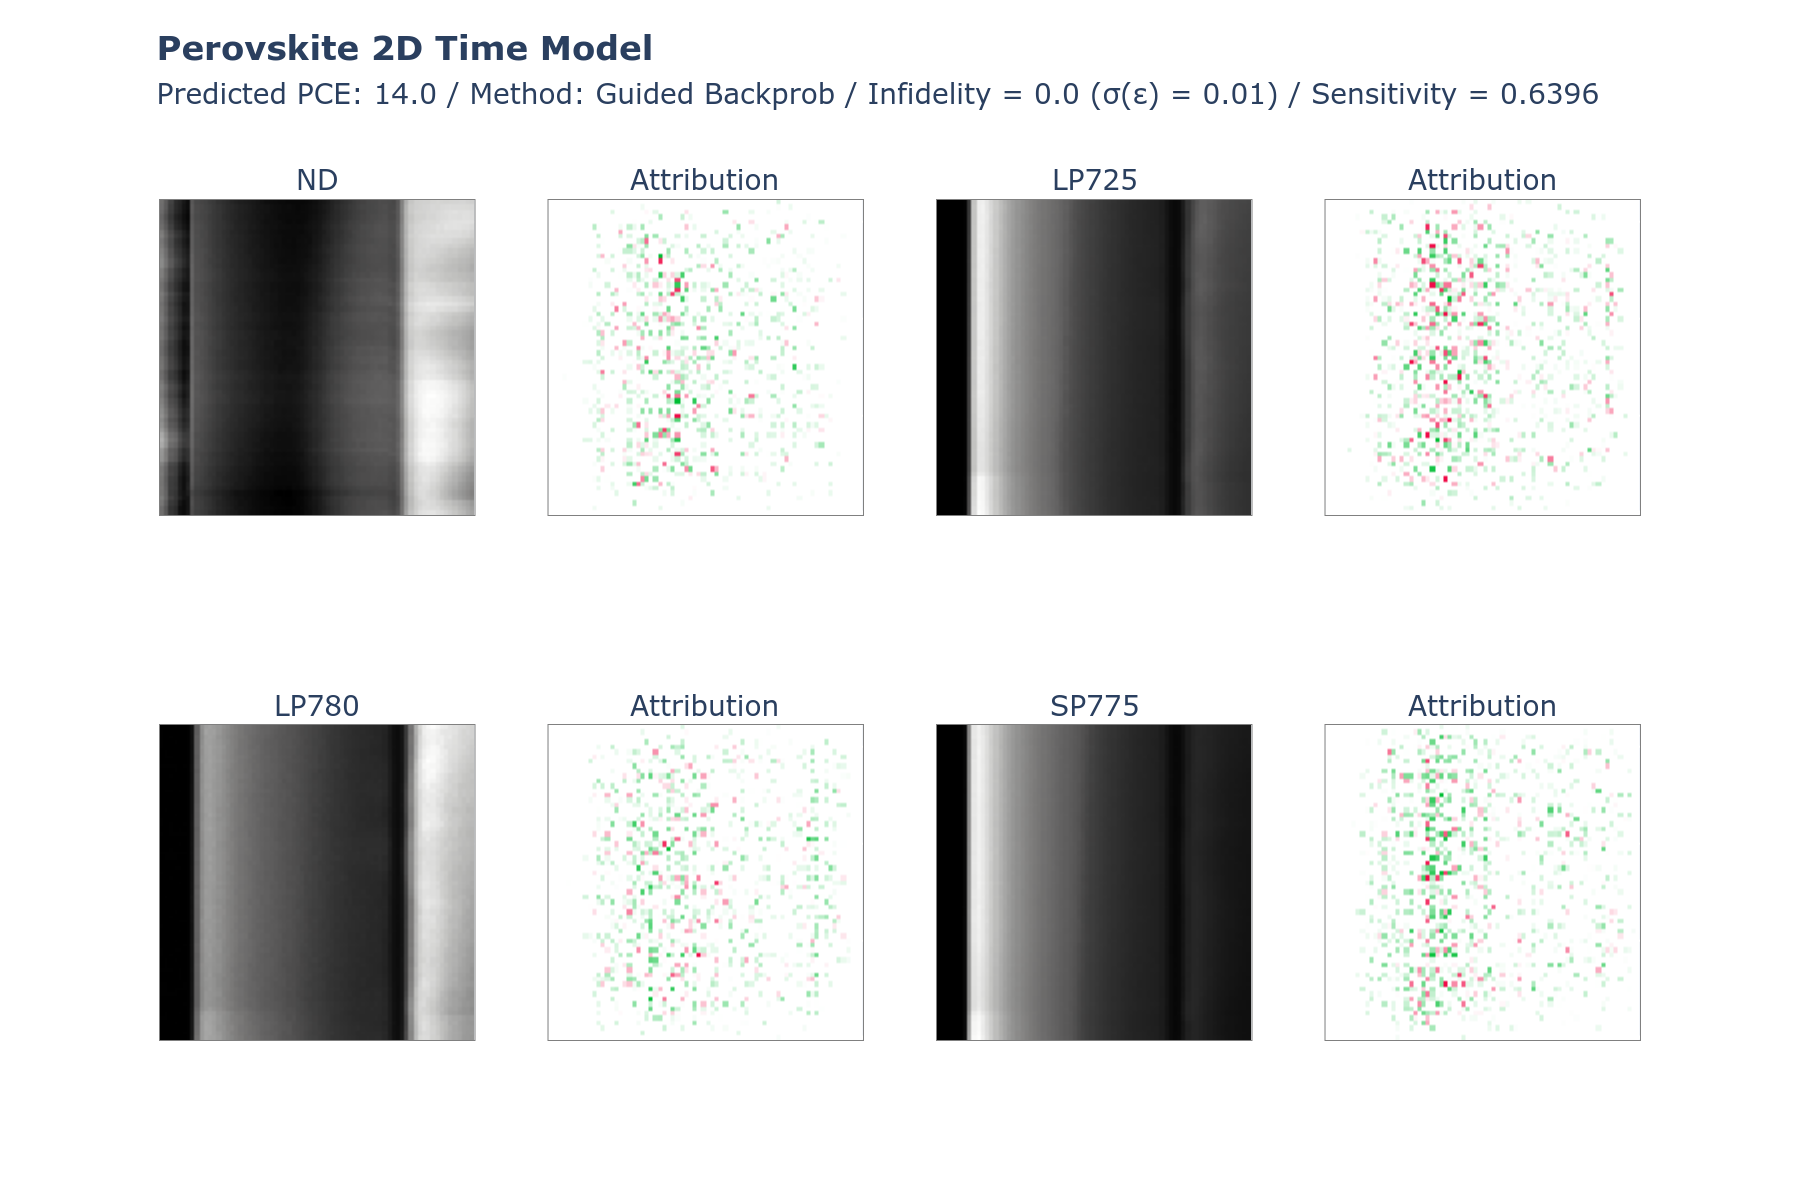 Perovskite 2D Time Model
Predicted PCE: 14.0 / Method: Guided Backprob / Infidelity = 0.0 (σ(ε) = 0.01) / Sensitivity = 0.6396
ND
Attribution
LP725
Attribution
LP780
Attribution
SP775
Attribution